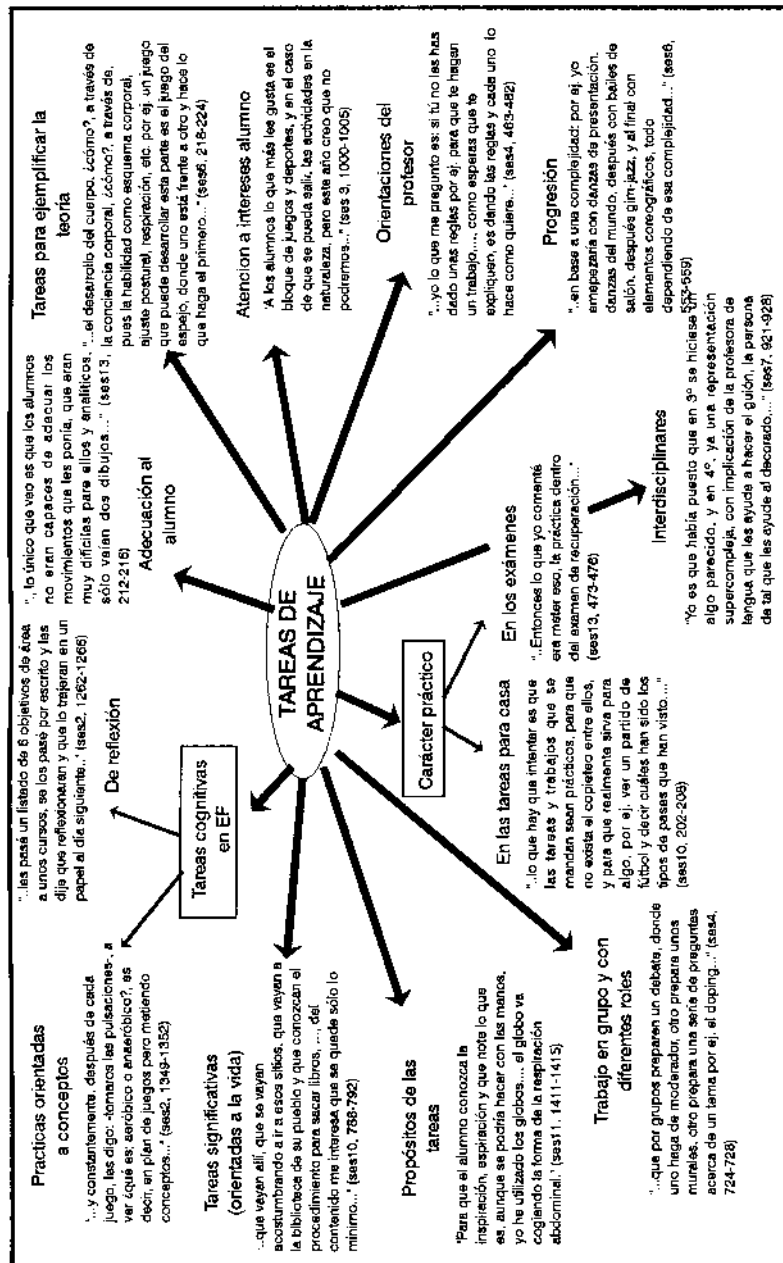 Practicas orientadas
a conceptos
"...y constantemente, después de cada
juego, les digo: -tomaros las pulsaciones-, a
ver ¿qué es; aeróbico o anaeróbico?, es
decir, en plan de juegos pero metiendo
conceptos..." (ses2, 1349-1352)
"..les pasé un listado de 6 objetivos de área
a unos cursos, se los pasé por escrito y les
dije que reflexionaran y que lo trajeran en un
papel al día siguiente.." (ses2, 1262-1266)
De reflexión
Tareas cognitivas
en EF
"., lo único que veo es que los alumnos
no eran capaces de adecuar los
movimientos que les ponía, que eran
muy difíciles para ellos y analíticos,
sólo veían dos dibujos..." (ses13,
212-216)
Adecuación al
alumno
Tareas para ejemplificar la
teoría
"...el desarrollo del cuerpo, ¿cómo?, a través de
la conciencia corporal, ¿cómo?, a través de,
pues la habilidad como esquema corporal,
ajuste postural, respiración, etc. por ej. un juego
que puede desarrollar esta parte es el juego del
espejo, donde uno está frente a otro y hace lo
que haga el primero..." (ses6, 216-224)
Tareas significativas
(orientadas a la vida)
"..que vayan allí, que se vayan
acostumbrando a ir a esos sitios, que vayan a
la biblioteca de su pueblo y que conozcan el
procedimiento para sacar libros, ..., del
contenido me interesa que se quede sólo lo
mínimo..." (ses10, 786-792)
TAREAS DE
APRENDIZAJE
Atencion a intereses alumno
"A los alumnos lo que más les gusta es el
bloque de juegos y deportes, y en el caso
de que se pueda salir, las actividades en la
naturaleza, pero este año creo que no
podremos..." (ses 3, 1000-1005)
Propósitos de las
tareas
"Para que el alumno conozca la
inspiración, espiración y que note lo que
es, aunque se podría hacer con las manos,
yo he utilizado los globos.... el globo va
cogiendo la forma de la respiración
abdominal." (ses11, 1411-1415)
Carácter práctico
En las tareas para casa
"..lo que hay que intentar es que
las tareas y trabajos que se
mandan sean prácticos, para que
no exista el copieteo entre ellos,
y para que realmente sirva para
algo, por ej. ver un partido de
fútbol y decir cuáles han sido los
tipos de pases que han visto...."
(ses10, 202-208)
En los exámenes
"..Entonces lo que yo comenté
era meter eso, la práctica dentro
del examen de recuperación..."
(ses13, 473-476)
Orientaciones del
profesor
"...yo lo que me pregunto es: si tú no les has
dado unas reglas por ej. para que te hagan
un trabajo,..., como esperas que te
expliquen, es dando las reglas y cada uno lo
hace como quiere..." (ses4, 463-482)
Trabajo en grupo y con
diferentes roles
"...que por grupos preparen un debate, donde
uno haga de moderador, otro prepare unos
murales, otro prepara una serie de preguntas
acerca de un tema por ej. el doping..." (ses4,
724-728)
Interdisciplinares
"Yo es que había puesto que en 3º se hiciese un
algo parecido, y en 4º, ya una representación
supercompleja, con implicación de la profesora de
lengua que les ayude a hacer el guión, la persona
de tal que les ayude al decorado,..." (ses7, 921-928)
Progresión
"..en base a una complejidad: por ej. yo
emepezaría con danzas de presentación,
danzas del mundo, después con bailes de
salón, después gim-jazz, y al final con
elementos coreográficos, todo
dependiendo de esa complejidad..." (ses6,
553-559)